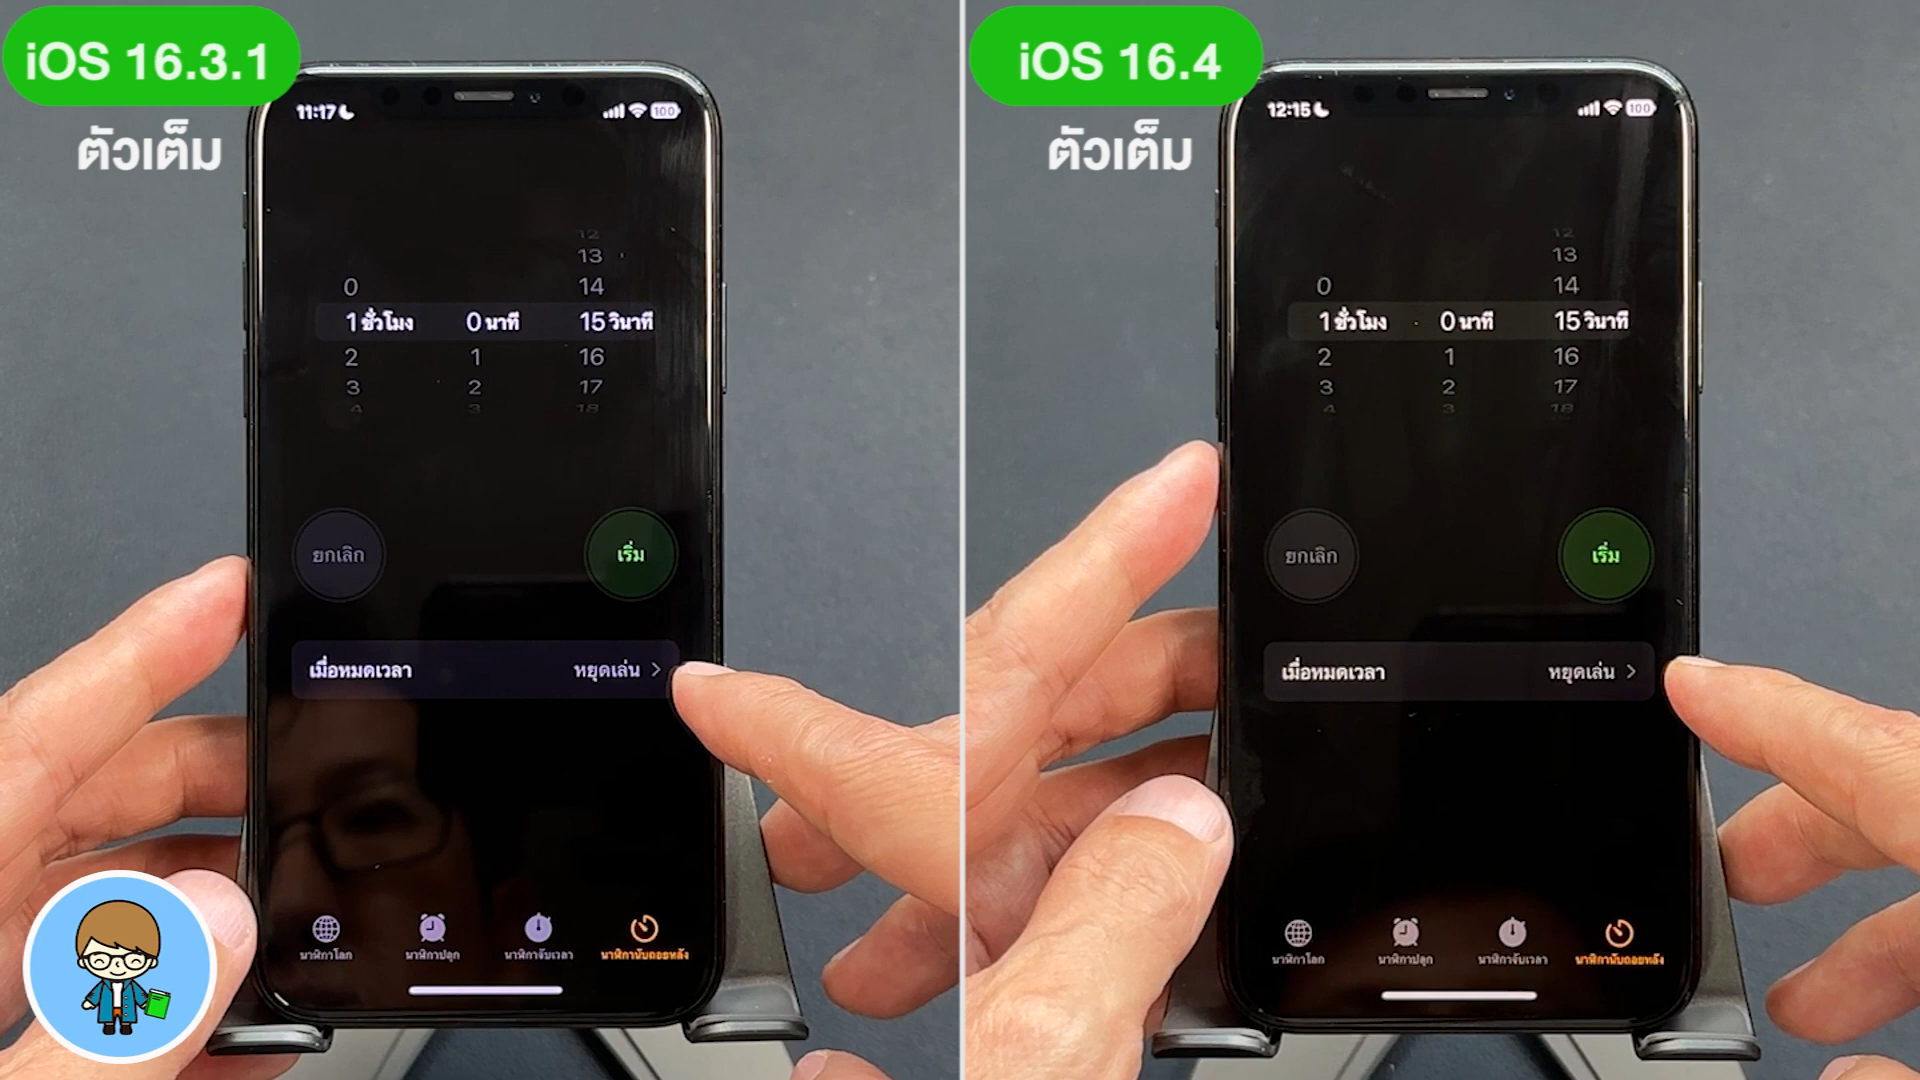 iOS 16.3.1
ตัวเต็ม
11:17
100
12
13
0
14
1 ชั่วโมง 0 นาที 15 วินาที
2 1 16
3 2 17
4 3 18
ยกเลิก
เริ่ม
เมื่อหมดเวลา
หยุดเล่น
นาฬิกาโลก
นาฬิกาปลุก
นาฬิกาจับเวลา
นาฬิกานับถอยหลัง
iOS 16.4
ตัวเต็ม
12:15
100
12
13
0
14
1 ชั่วโมง 0 นาที 15 วินาที
2 1 16
3 2 17
4 3 18
ยกเลิก
เริ่ม
เมื่อหมดเวลา
หยุดเล่น
นาฬิกาโลก
นาฬิกาปลุก
นาฬิกาจับเวลา
นาฬิกานับถอยหลัง